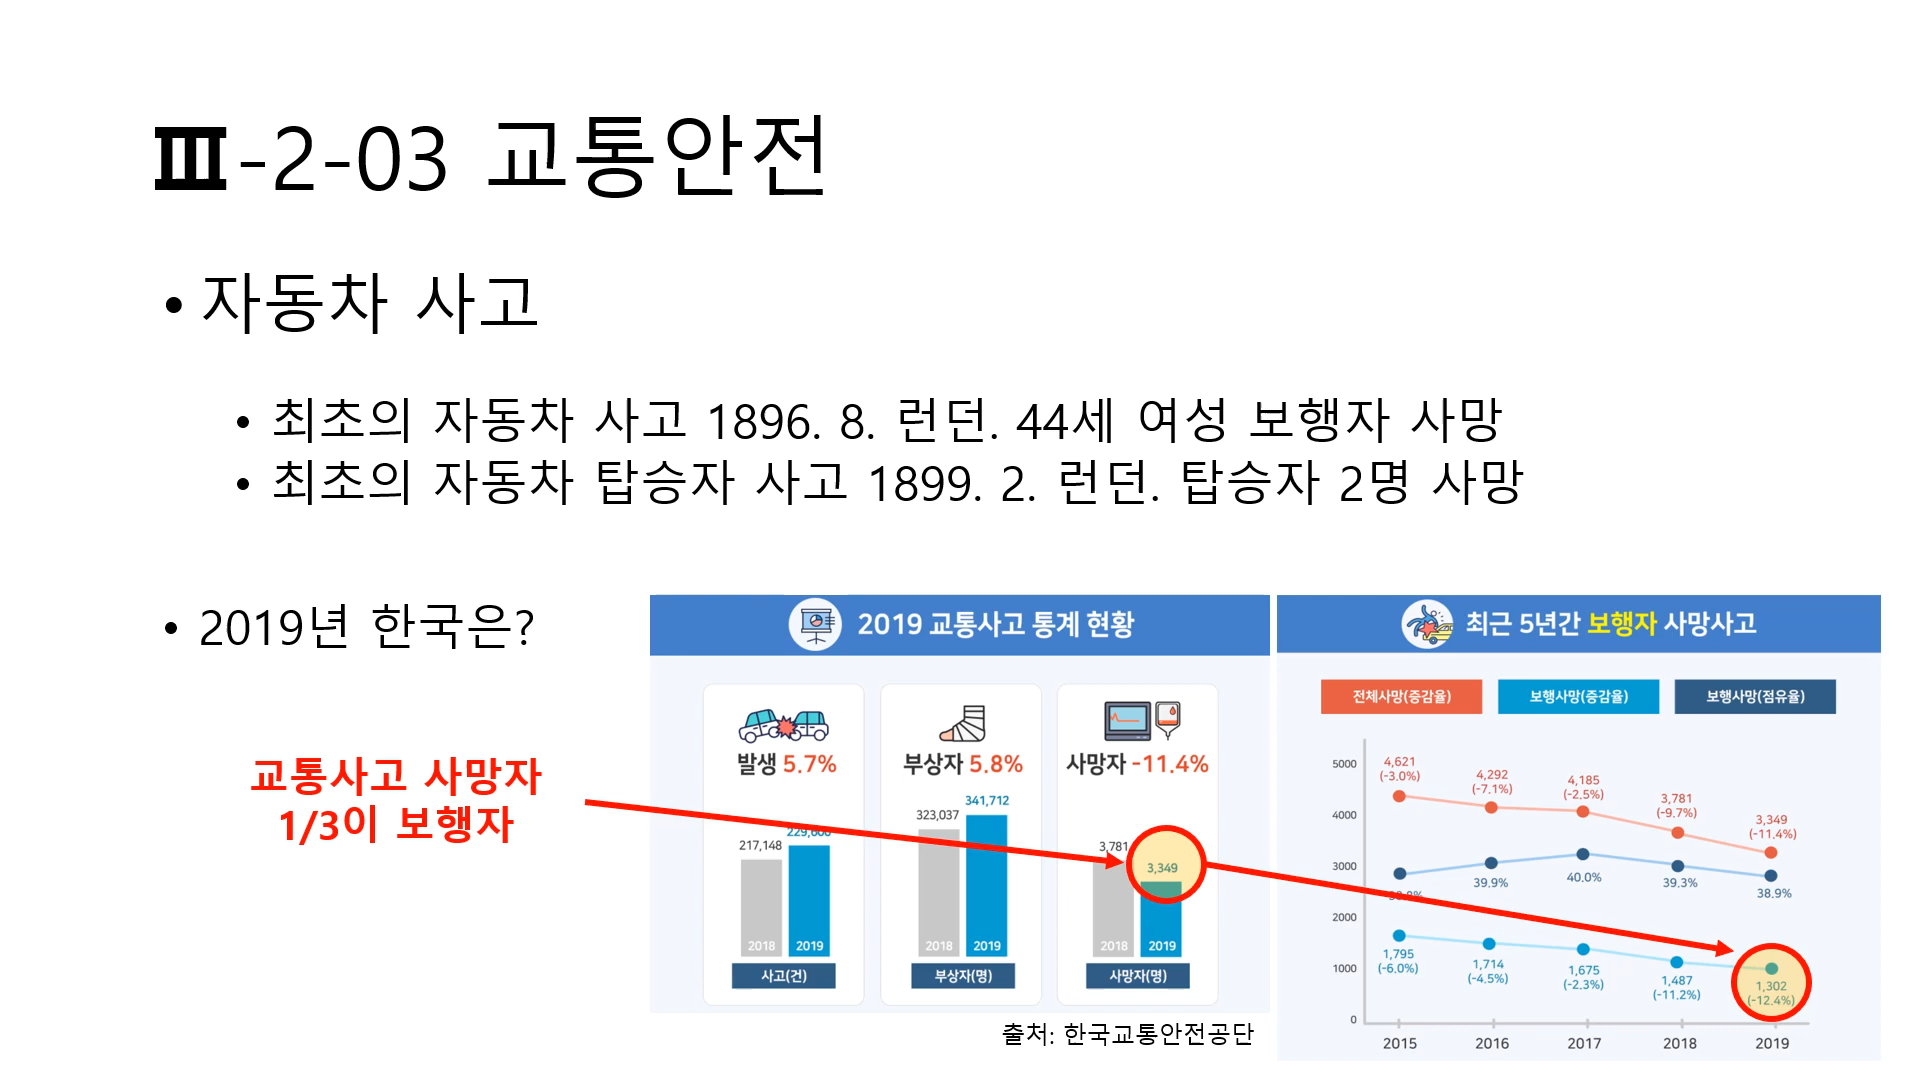 Ⅲ-2-03 교통안전
• 자동차 사고
• 최초의 자동차 사고 1896. 8. 런던. 44세 여성 보행자 사망
• 최초의 자동차 탑승자 사고 1899. 2. 런던. 탑승자 2명 사망
• 2019년 한국은?
교통사고 사망자
1/3이 보행자
2019 교통사고 통계 현황
발생 5.7%
217,148
2018
2019
사고(건)
부상자 5.8%
323,037
341,712
2018
2019
부상자(명)
사망자 -11.4%
3,781
3,349
2018
2019
사망자(명)
출처: 한국교통안전공단
최근 5년간 보행자 사망사고
전체사망(증감율)
보행사망(증감율)
보행사망(점유율)
5000
4000
3000
2000
1000
0
4,621
(-3.0%)
4,292
(-7.1%)
4,185
(-2.5%)
3,781
(-9.7%)
3,349
(-11.4%)
39.9%
40.0%
39.3%
38.9%
1,795
(-6.0%)
1,714
(-4.5%)
1,675
(-2.3%)
1,487
(-11.2%)
1,302
(-12.4%)
2015
2016
2017
2018
2019